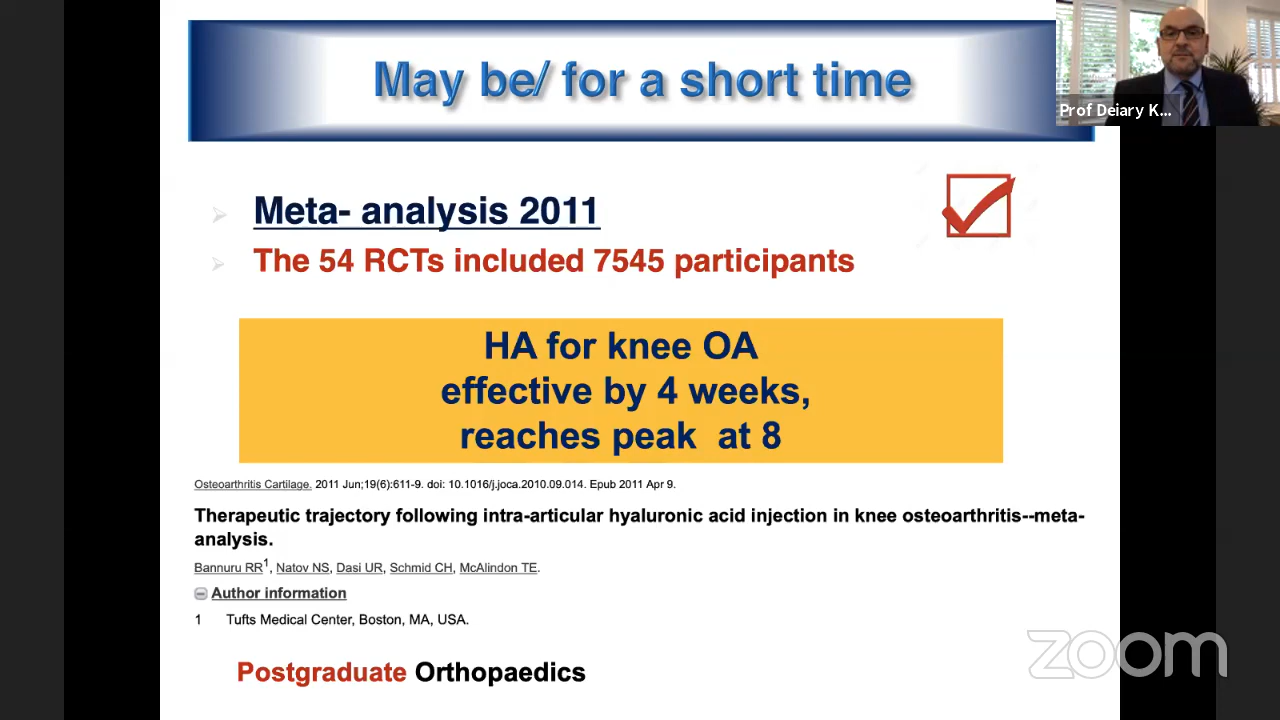 May be/ for a short time
Prof Deiary K...
Meta- analysis 2011
The 54 RCTs included 7545 participants
HA for knee OA
effective by 4 weeks,
reaches peak at 8
Osteoarthritis Cartilage. 2011 Jun;19(6):611-9. doi: 10.1016/j.joca.2010.09.014. Epub 2011 Apr 9.
Therapeutic trajectory following intra-articular hyaluronic acid injection in knee osteoarthritis--meta-
analysis.
Bannuru RR1, Natov NS, Dasi UR, Schmid CH, McAlindon TE.
Author information
1 Tufts Medical Center, Boston, MA, USA.
Postgraduate Orthopaedics
zoom